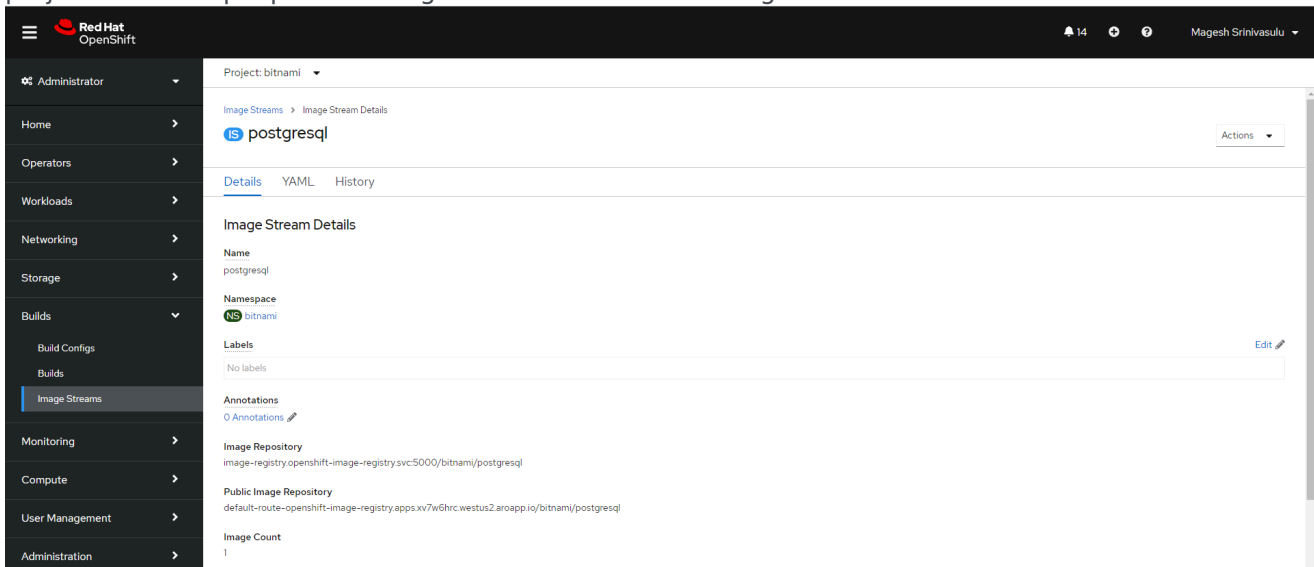 Red Hat
OpenShift
14
Magesh Srinivasulu
Administrator
Home
Operators
Workloads
Networking
Storage
Builds
Build Configs
Builds
Image Streams
Monitoring
Compute
User Management
Administration
Project: bitnami
Image Streams > Image Stream Details
IS postgresql
Actions
Details YAML History
Image Stream Details
Name
postgresql
Namespace
NS bitnami
Labels
Edit
No labels
Annotations
0 Annotations
Image Repository
image-registry.openshift-image-registry.svc:5000/bitnami/postgresql
Public Image Repository
default-route-openshift-image-registry.apps.xv7w6hrc.westus2.aroapp.io/bitnami/postgresql
Image Count
1